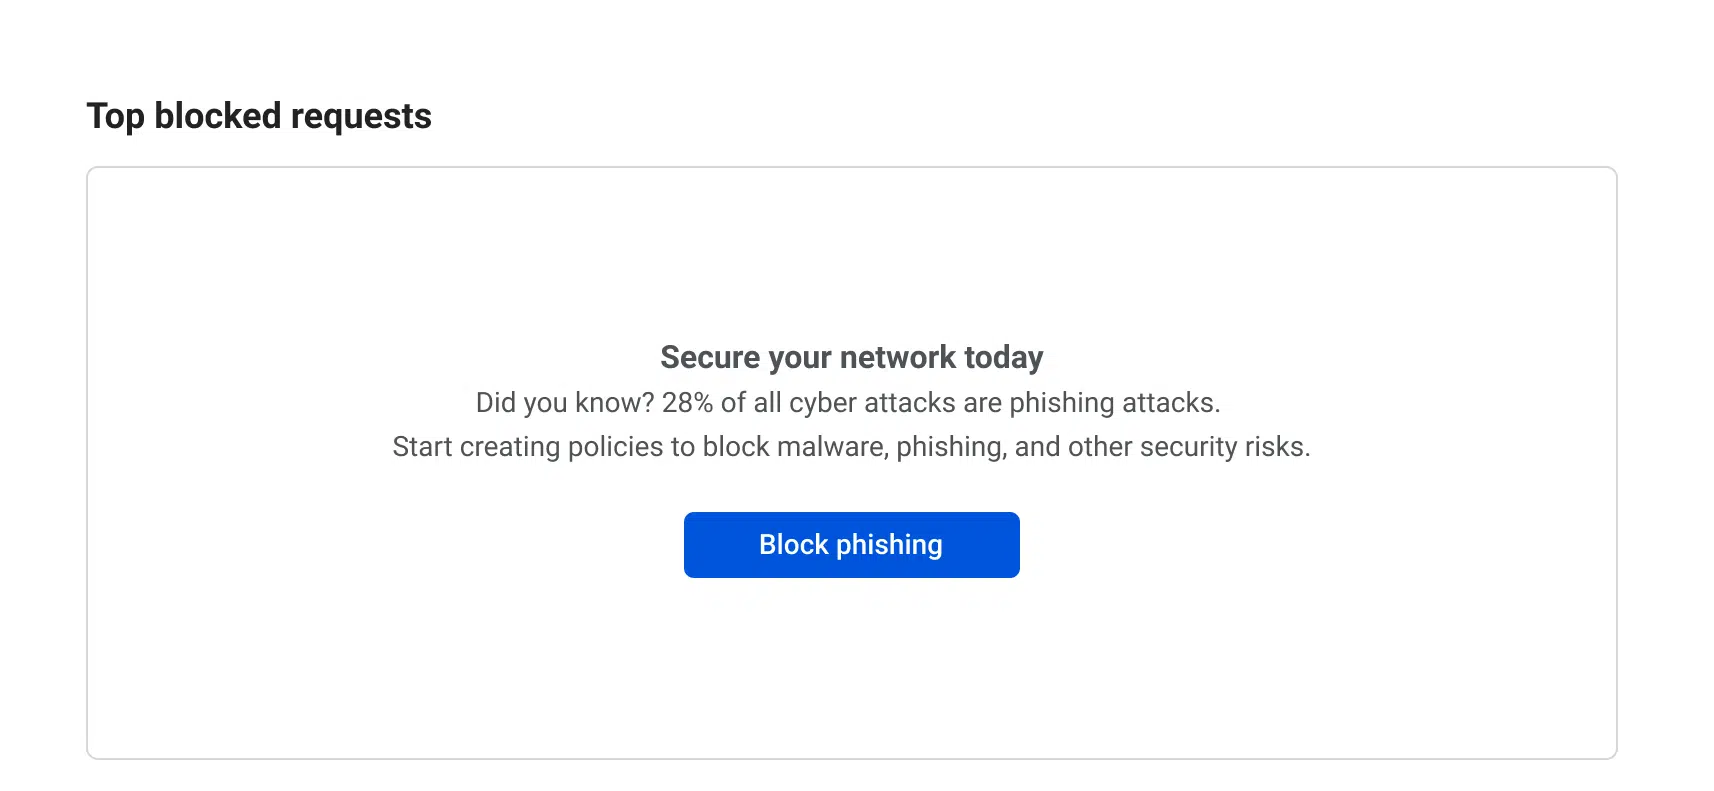 Top blocked requests
Secure your network today
Did you know? 28% of all cyber attacks are phishing attacks.
Start creating policies to block malware, phishing, and other security risks.
Block phishing